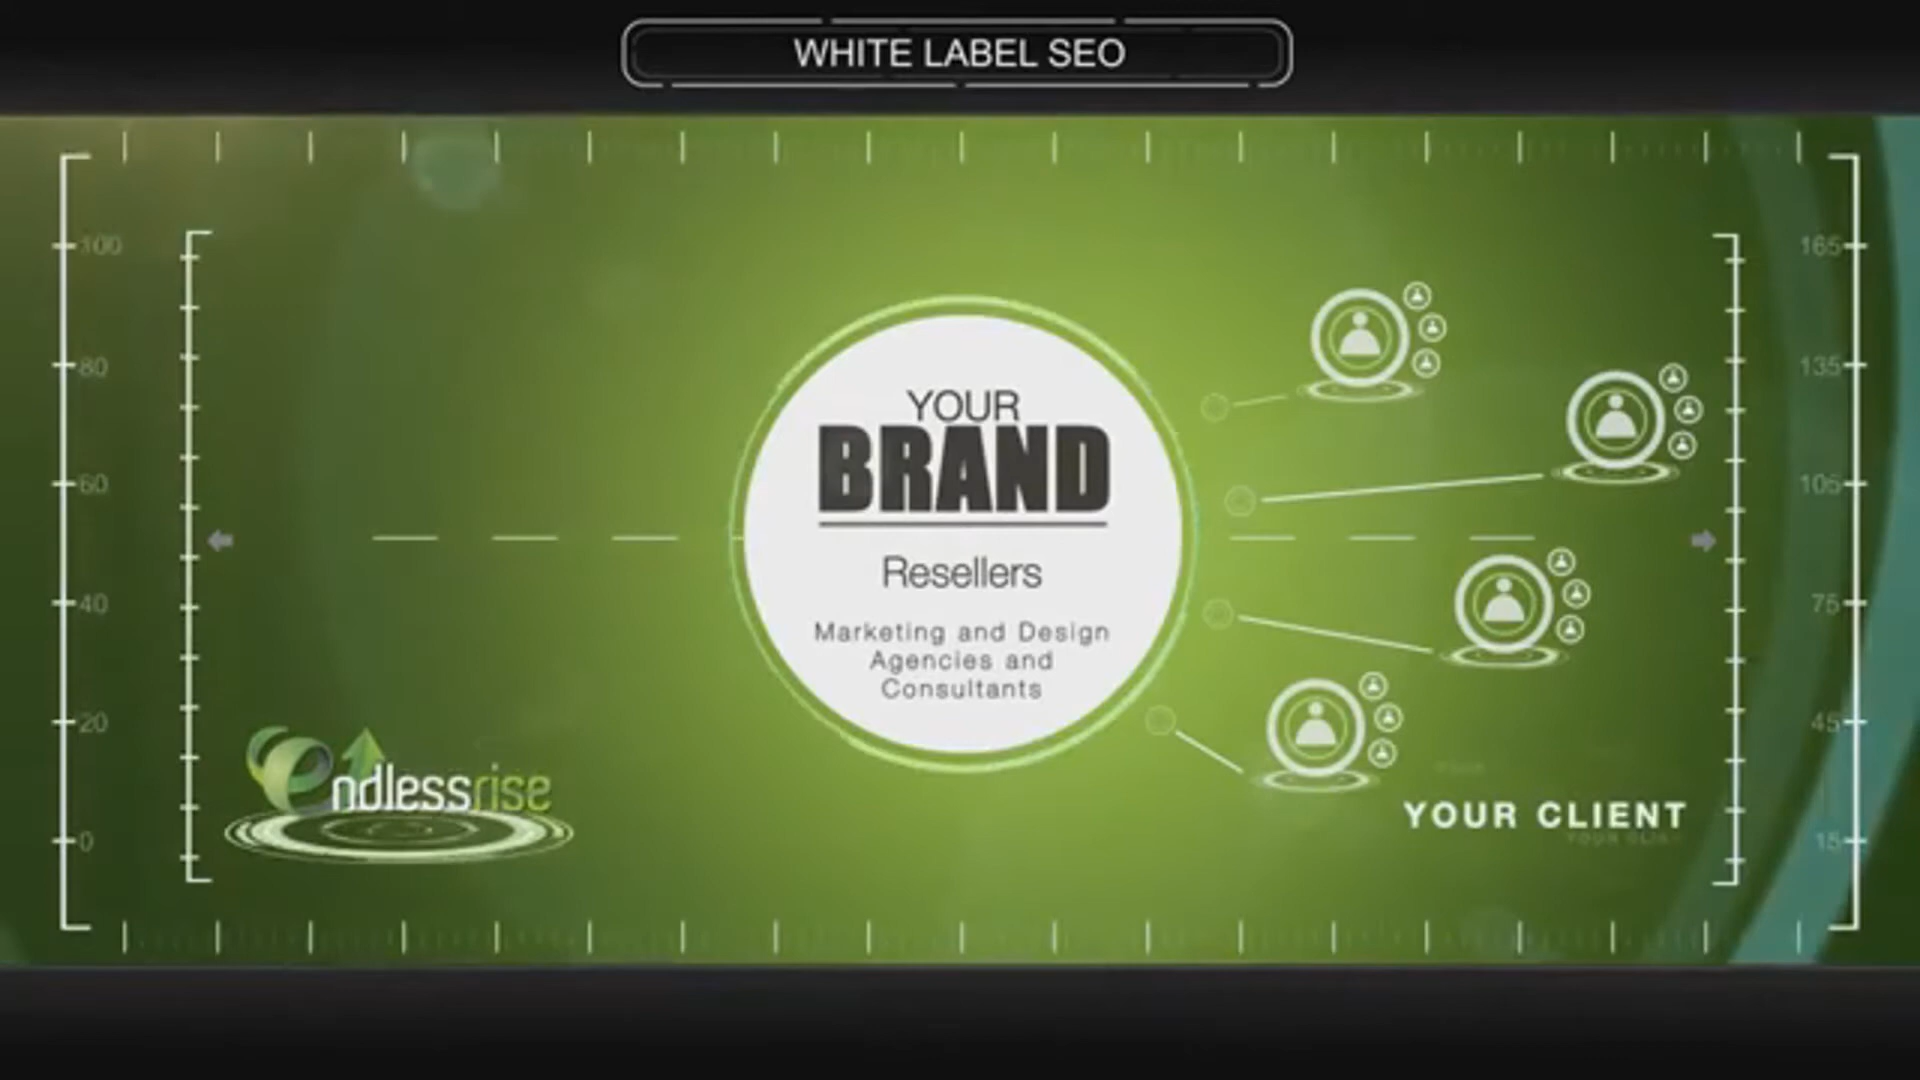 WHITE LABEL SEO
100
80
60
40
20
0
165
135
105
75
45
15
YOUR
BRAND
Resellers
Marketing and Design
Agencies and
Consultants
endlessrise
YOUR CLIENT